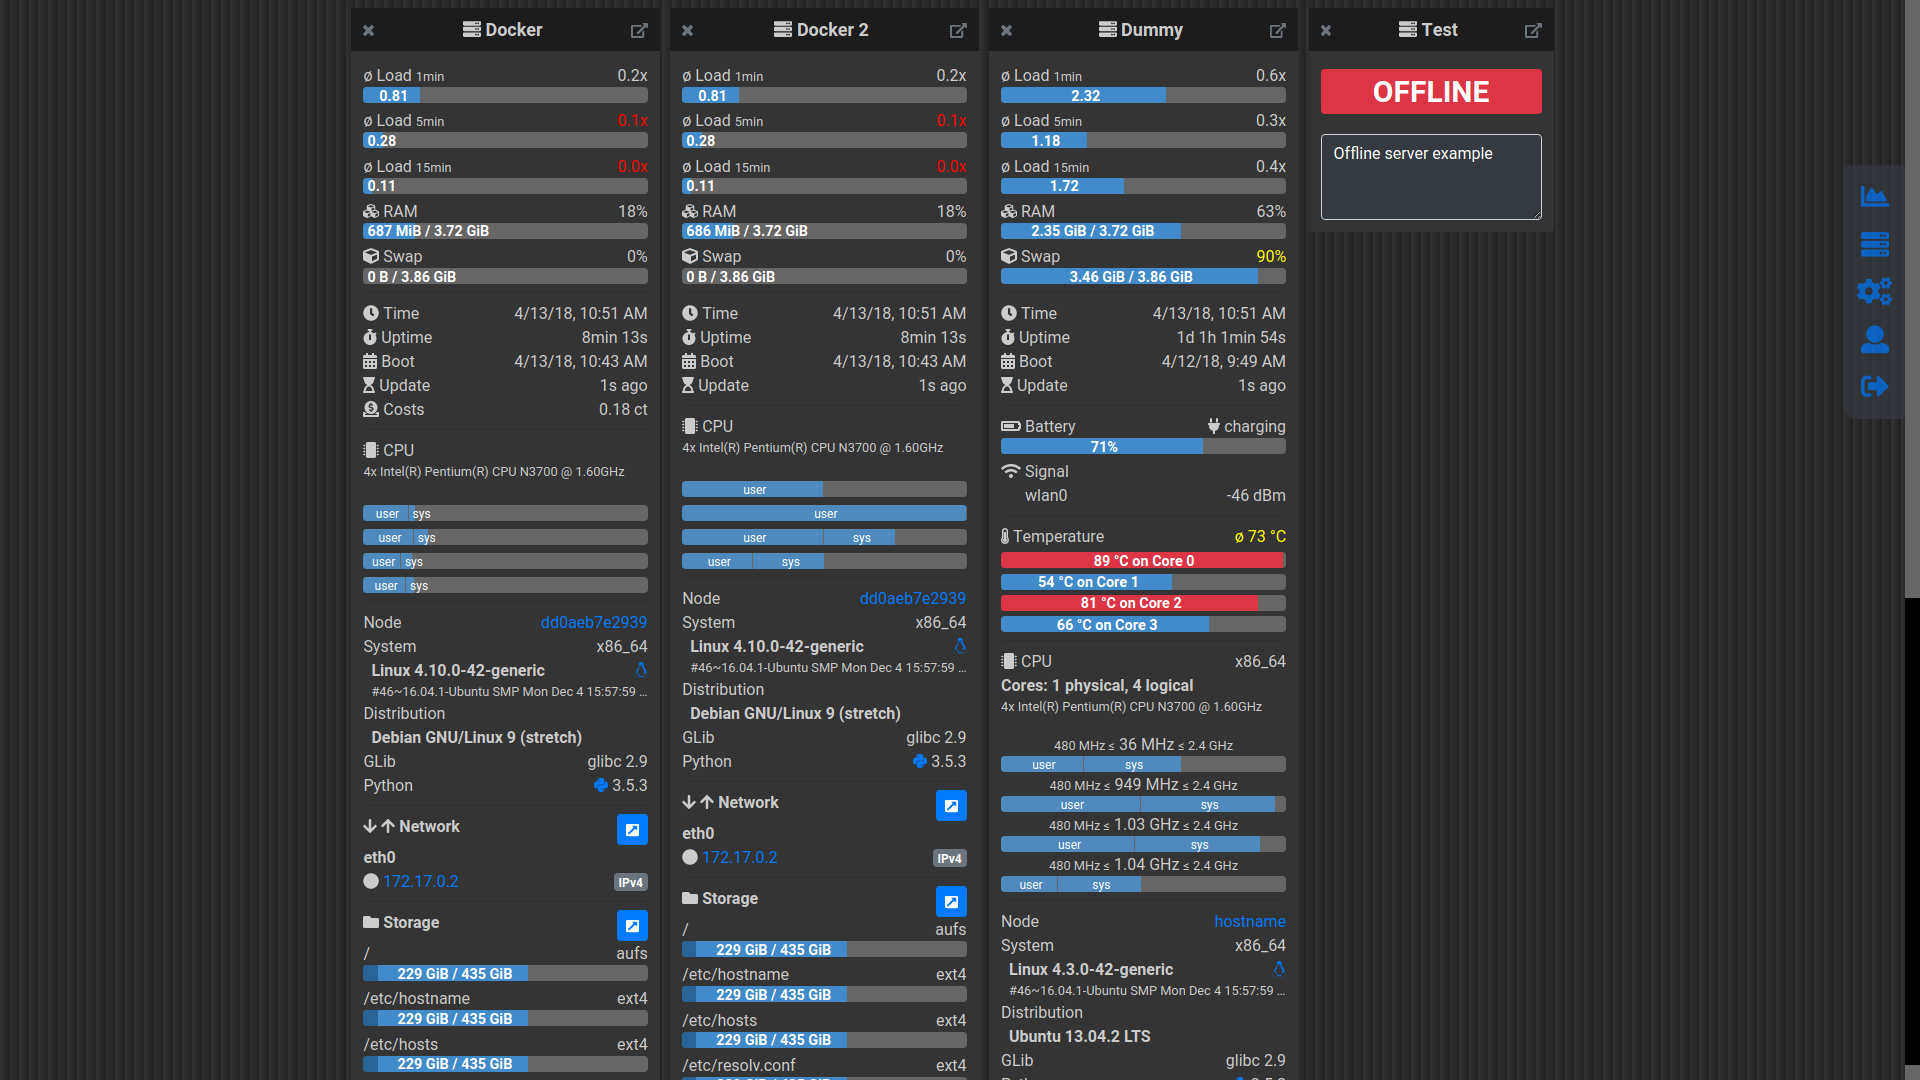 Docker
ø Load 1min 0.2x
0.81
ø Load 5min 0.1x
0.28
ø Load 15min 0.0x
0.11
RAM 18%
687 MiB / 3.72 GiB
Swap 0%
0 B / 3.86 GiB
Time 4/13/18, 10:51 AM
Uptime 8min 13s
Boot 4/13/18, 10:43 AM
Update 1s ago
Costs 0.18 ct
CPU
4x Intel(R) Pentium(R) CPU N3700 @ 1.60GHz
user sys
user sys
user sys
user sys
Node dd0aeb7e2939
System x86_64
Linux 4.10.0-42-generic
#46~16.04.1-Ubuntu SMP Mon Dec 4 15:57:59 ...
Distribution
Debian GNU/Linux 9 (stretch)
GLib glibc 2.9
Python 3.5.3
Network
eth0
172.17.0.2 IPv4
Storage
/ aufs
229 GiB / 435 GiB
/etc/hostname ext4
229 GiB / 435 GiB
/etc/hosts ext4
229 GiB / 435 GiB
Docker 2
ø Load 1min 0.2x
0.81
ø Load 5min 0.1x
0.28
ø Load 15min 0.0x
0.11
RAM 18%
686 MiB / 3.72 GiB
Swap 0%
0 B / 3.86 GiB
Time 4/13/18, 10:51 AM
Uptime 8min 13s
Boot 4/13/18, 10:43 AM
Update 1s ago
CPU
4x Intel(R) Pentium(R) CPU N3700 @ 1.60GHz
user
user
user sys
user sys
Node dd0aeb7e2939
System x86_64
Linux 4.10.0-42-generic
#46~16.04.1-Ubuntu SMP Mon Dec 4 15:57:59 ...
Distribution
Debian GNU/Linux 9 (stretch)
GLib glibc 2.9
Python 3.5.3
Network
eth0
172.17.0.2 IPv4
Storage
/ aufs
229 GiB / 435 GiB
/etc/hostname ext4
229 GiB / 435 GiB
/etc/hosts ext4
229 GiB / 435 GiB
/etc/resolv.conf ext4
Dummy
ø Load 1min 0.6x
2.32
ø Load 5min 0.3x
1.18
ø Load 15min 0.4x
1.72
RAM 63%
2.35 GiB / 3.72 GiB
Swap 90%
3.46 GiB / 3.86 GiB
Time 4/13/18, 10:51 AM
Uptime 1d 1h 1min 54s
Boot 4/12/18, 9:49 AM
Update 1s ago
Battery charging
71%
Signal
wlan0 -46 dBm
Temperature ø 73 °C
89 °C on Core 0
54 °C on Core 1
81 °C on Core 2
66 °C on Core 3
CPU x86_64
Cores: 1 physical, 4 logical
4x Intel(R) Pentium(R) CPU N3700 @ 1.60GHz
480 MHz ≤ 36 MHz ≤ 2.4 GHz
user sys
480 MHz ≤ 949 MHz ≤ 2.4 GHz
user sys
480 MHz ≤ 1.03 GHz ≤ 2.4 GHz
user sys
480 MHz ≤ 1.04 GHz ≤ 2.4 GHz
user sys
Node hostname
System x86_64
Linux 4.3.0-42-generic
#46~16.04.1-Ubuntu SMP Mon Dec 4 15:57:59 ...
Distribution
Ubuntu 13.04.2 LTS
GLib glibc 2.9
Test
OFFLINE
Offline server example